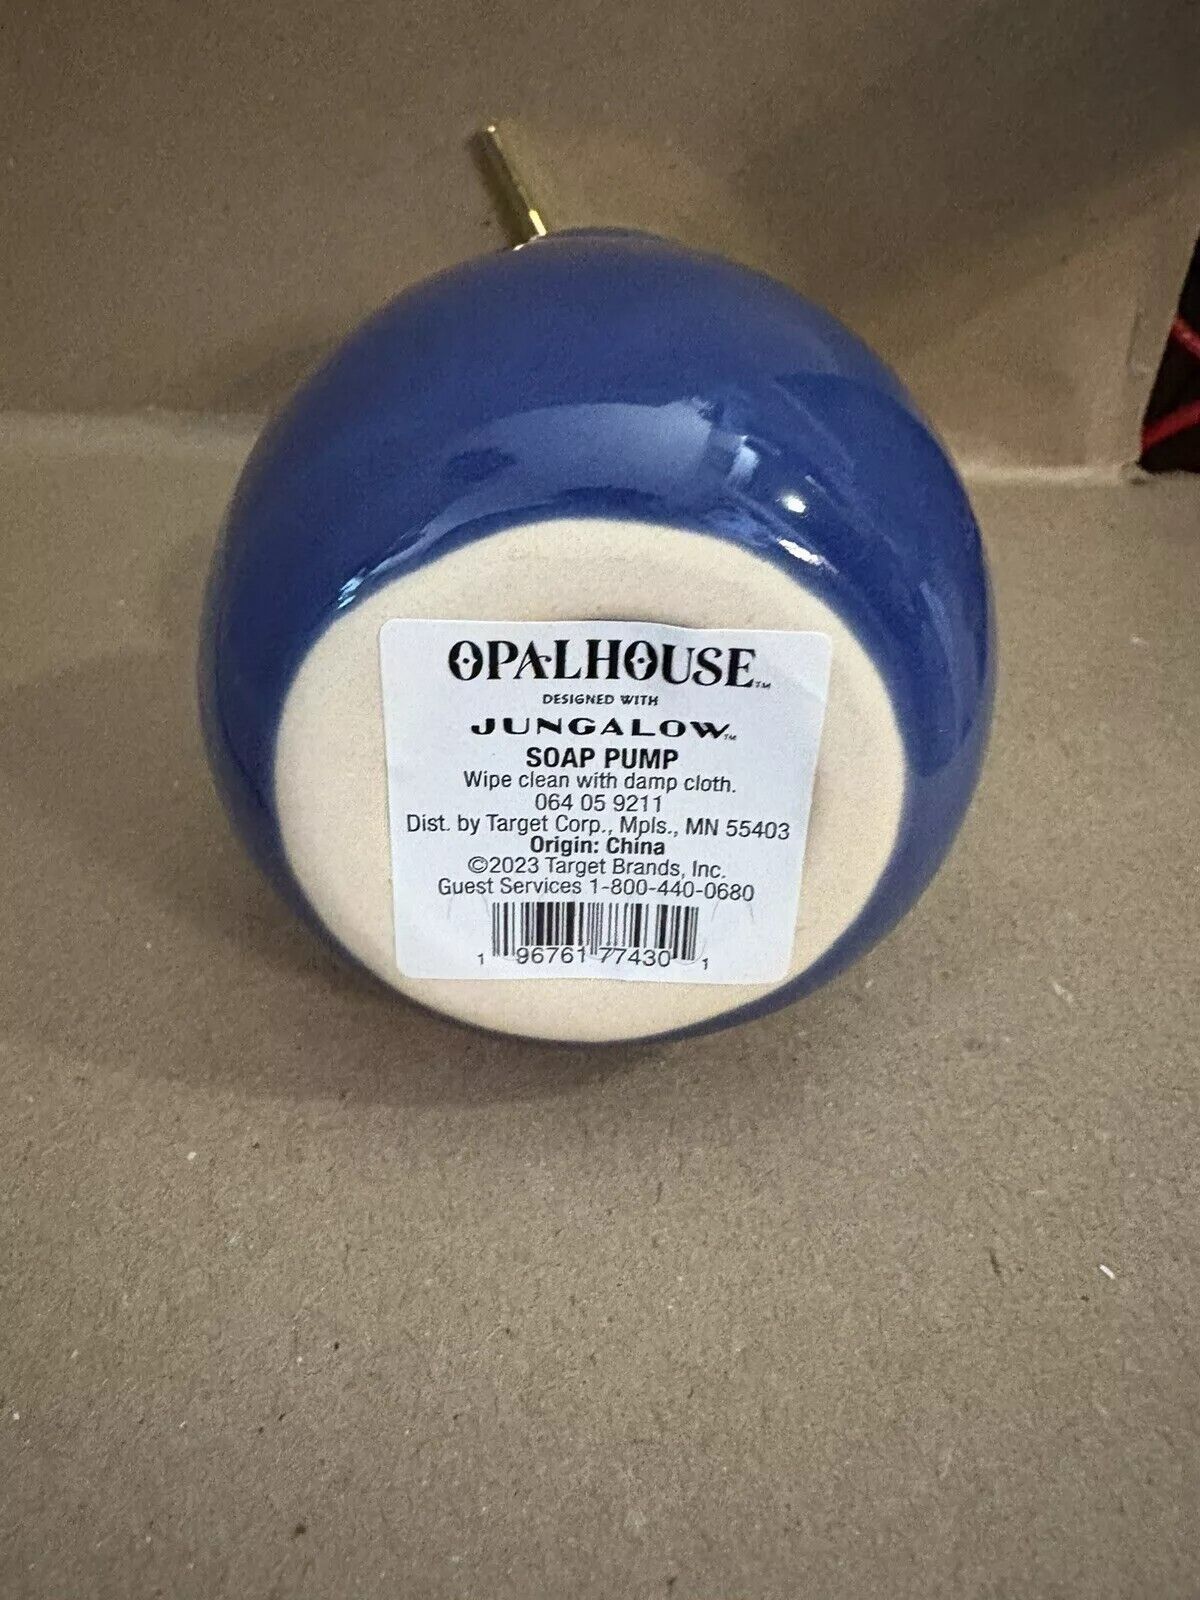 OPALHOUSE™
DESIGNED WITH
JUNGALOW™
SOAP PUMP
Wipe clean with damp cloth.
064 05 9211
Dist. by Target Corp., Mpls., MN 55403
Origin: China
©2023 Target Brands, Inc.
Guest Services 1-800-440-0680
1 96761 77430 1